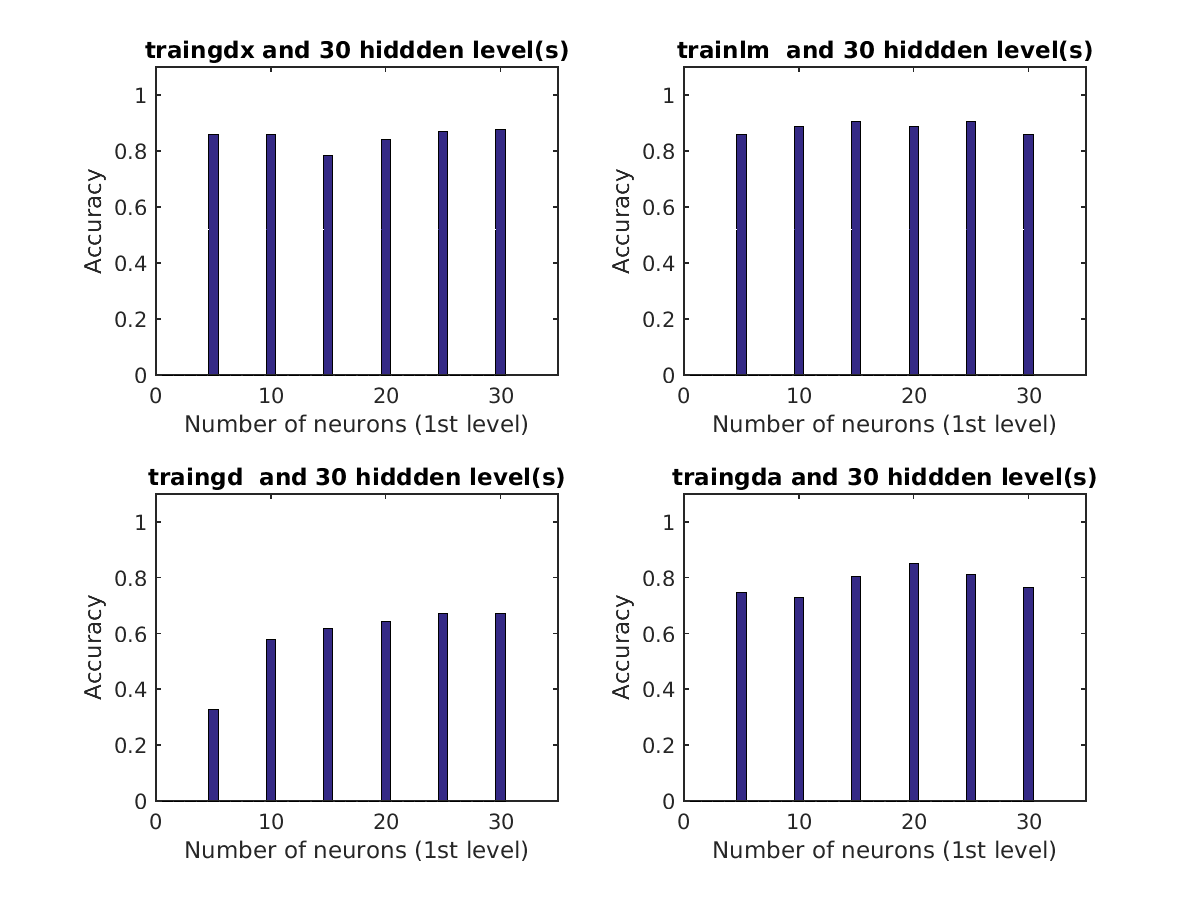 traingdx and 30 hiddden level(s)
1
0.8
0.6
0.4
0.2
0
Accuracy
0 10 20 30
Number of neurons (1st level)
trainlm  and 30 hiddden level(s)
1
0.8
0.6
0.4
0.2
0
Accuracy
0 10 20 30
Number of neurons (1st level)
traingd  and 30 hiddden level(s)
1
0.8
0.6
0.4
0.2
0
Accuracy
0 10 20 30
Number of neurons (1st level)
traingda and 30 hiddden level(s)
1
0.8
0.6
0.4
0.2
0
Accuracy
0 10 20 30
Number of neurons (1st level)